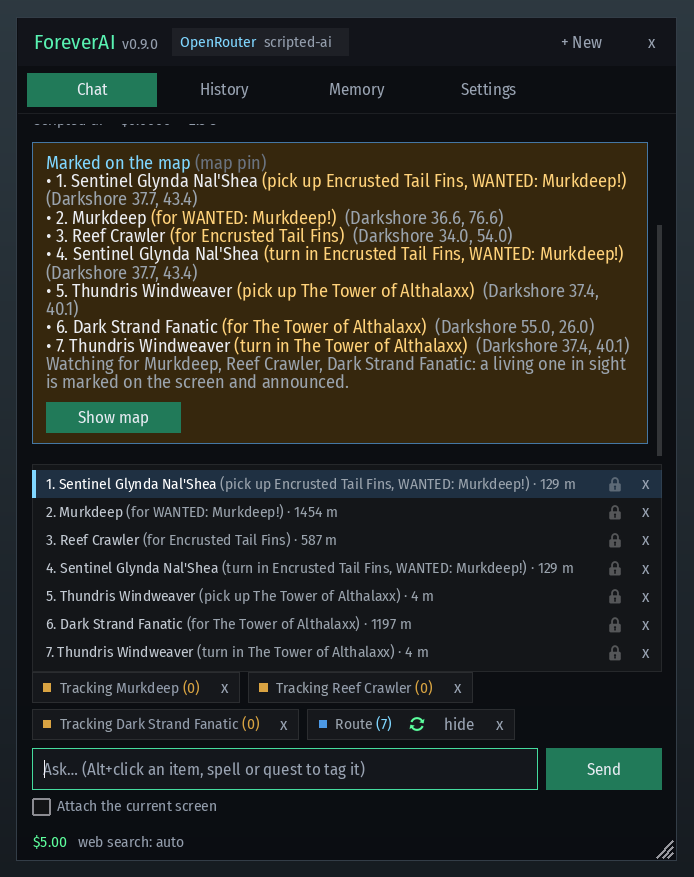 ForeverAI v0.9.0 OpenRouter scripted-ai + New x
Chat History Memory Settings
Marked on the map (map pin)
• 1. Sentinel Glynda Nal'Shea (pick up Encrusted Tail Fins, WANTED: Murkdeep!)
(Darkshore 37.7, 43.4)
• 2. Murkdeep (for WANTED: Murkdeep!) (Darkshore 36.6, 76.6)
• 3. Reef Crawler (for Encrusted Tail Fins) (Darkshore 34.0, 54.0)
• 4. Sentinel Glynda Nal'Shea (turn in Encrusted Tail Fins, WANTED: Murkdeep!)
(Darkshore 37.7, 43.4)
• 5. Thundris Windweaver (pick up The Tower of Althalaxx) (Darkshore 37.4,
40.1)
• 6. Dark Strand Fanatic (for The Tower of Althalaxx) (Darkshore 55.0, 26.0)
• 7. Thundris Windweaver (turn in The Tower of Althalaxx) (Darkshore 37.4, 40.1)
Watching for Murkdeep, Reef Crawler, Dark Strand Fanatic: a living one in sight
is marked on the screen and announced.
Show map
1. Sentinel Glynda Nal'Shea (pick up Encrusted Tail Fins, WANTED: Murkdeep!) · 129 m x
2. Murkdeep (for WANTED: Murkdeep!) · 1454 m x
3. Reef Crawler (for Encrusted Tail Fins) · 587 m x
4. Sentinel Glynda Nal'Shea (turn in Encrusted Tail Fins, WANTED: Murkdeep!) · 129 m x
5. Thundris Windweaver (pick up The Tower of Althalaxx) · 4 m x
6. Dark Strand Fanatic (for The Tower of Althalaxx) · 1197 m x
7. Thundris Windweaver (turn in The Tower of Althalaxx) · 4 m x
Tracking Murkdeep (0) x Tracking Reef Crawler (0) x
Tracking Dark Strand Fanatic (0) x Route (7) hide x
Ask... (Alt+click an item, spell or quest to tag it) Send
Attach the current screen
$5.00 web search: auto